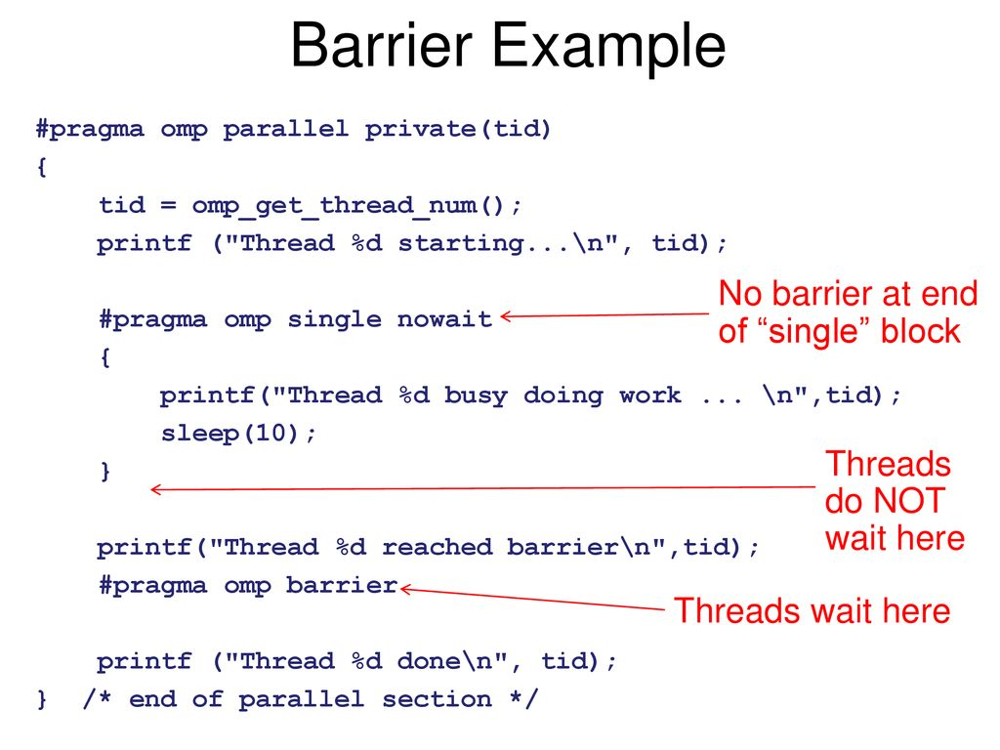 Barrier Example
#pragma omp parallel private(tid)
{
tid = omp_get_thread_num();
printf ("Thread %d starting...\n", tid);
No barrier at end
of “single” block
#pragma omp single nowait
{
printf("Thread %d busy doing work ... \n",tid);
sleep(10);
}
Threads
do NOT
wait here
printf("Thread %d reached barrier\n",tid);
#pragma omp barrier
Threads wait here
printf ("Thread %d done\n", tid);
} /* end of parallel section */